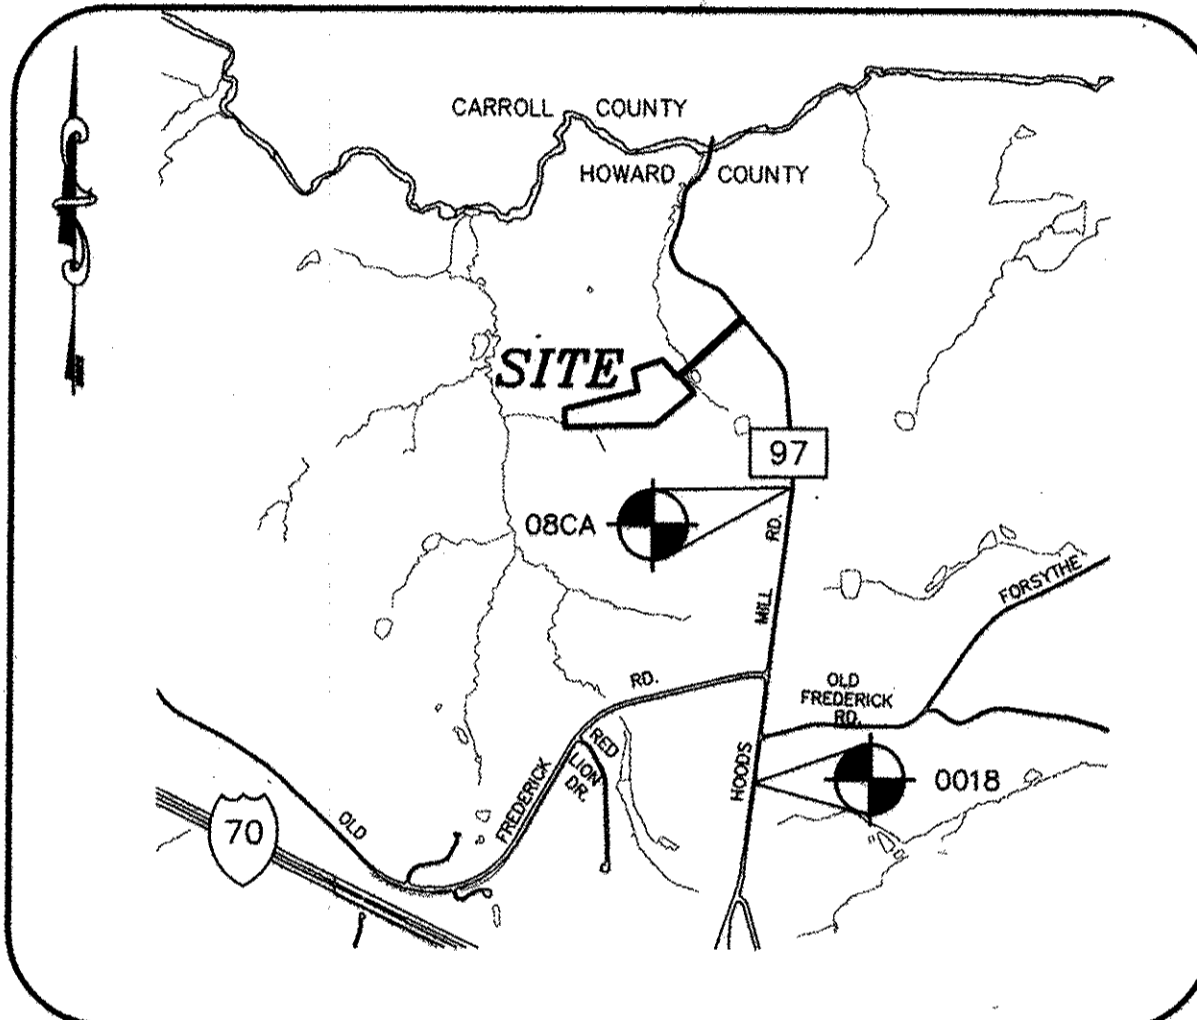 CARROLL COUNTY
HOWARD COUNTY
SITE
97
08CA
HOODS MILL RD.
FORSYTHE
OLD FREDERICK RD.
OLD
FREDERICK
RD.
RED
LION
DR.
0018
70